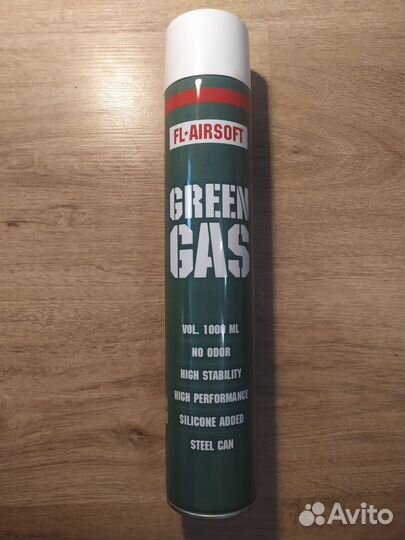 FL★AIRSOFT
GREEN
GAS
VOL. 1000 ML
NO ODOR
HIGH STABILITY
HIGH PERFORMANCE
SILICONE ADDED
STEEL CAN
Avito